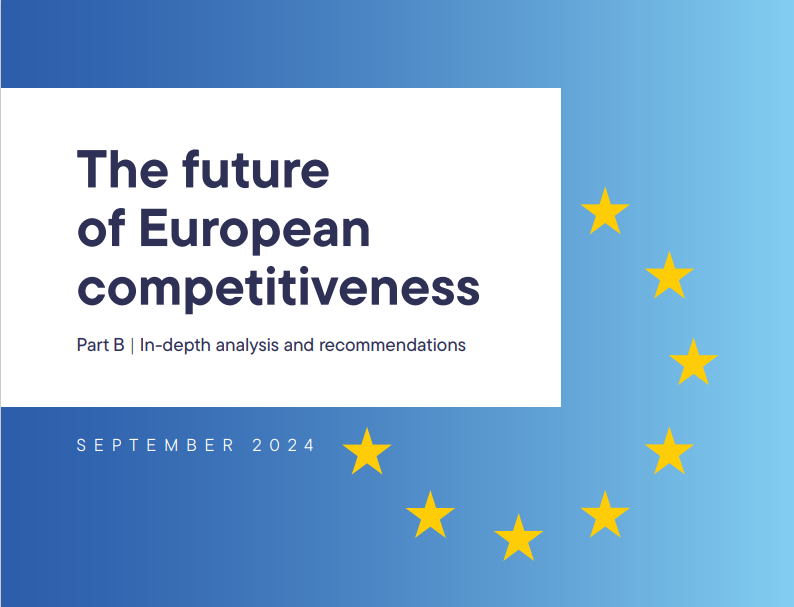 The future
of European
competitiveness
Part B | In-depth analysis and recommendations
SEPTEMBER 2024